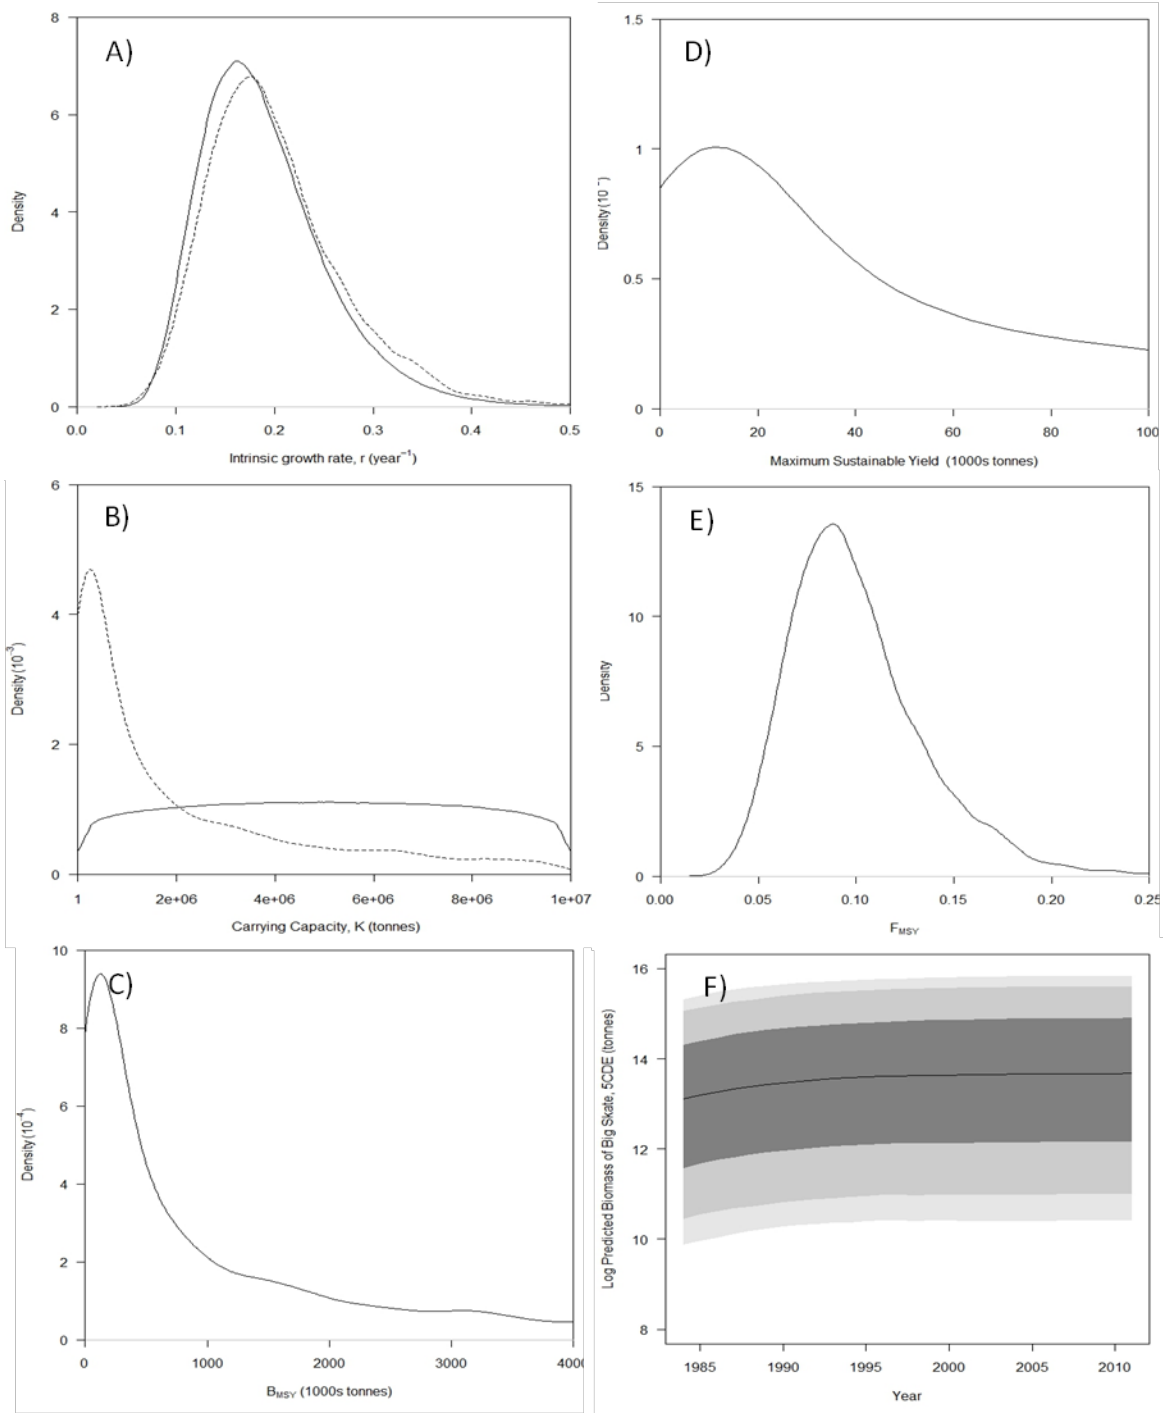 A)
8
6
4
2
0
Density
0.0 0.1 0.2 0.3 0.4 0.5
Intrinsic growth rate, r (year⁻¹)
B)
6
4
2
0
Density (10⁻³)
1 2e+06 4e+06 6e+06 8e+06 1e+07
Carrying Capacity, K (tonnes)
C)
10
8
6
4
2
0
Density (10⁻⁴)
0 1000 2000 3000
B_MSY (1000s tonnes)
D)
1.5
1
0.5
0
Density
0 20 40 60 80 100
Maximum Sustainable Yield (1000s tonnes)
E)
15
10
5
0
Density
0.00 0.05 0.10 0.15 0.20 0.25
F_MSY
F)
16
14
12
10
8
Log Predicted Biomass of Big Skate, 5CDE (tonnes)
1985 1990 1995 2000 2005 2010
Year